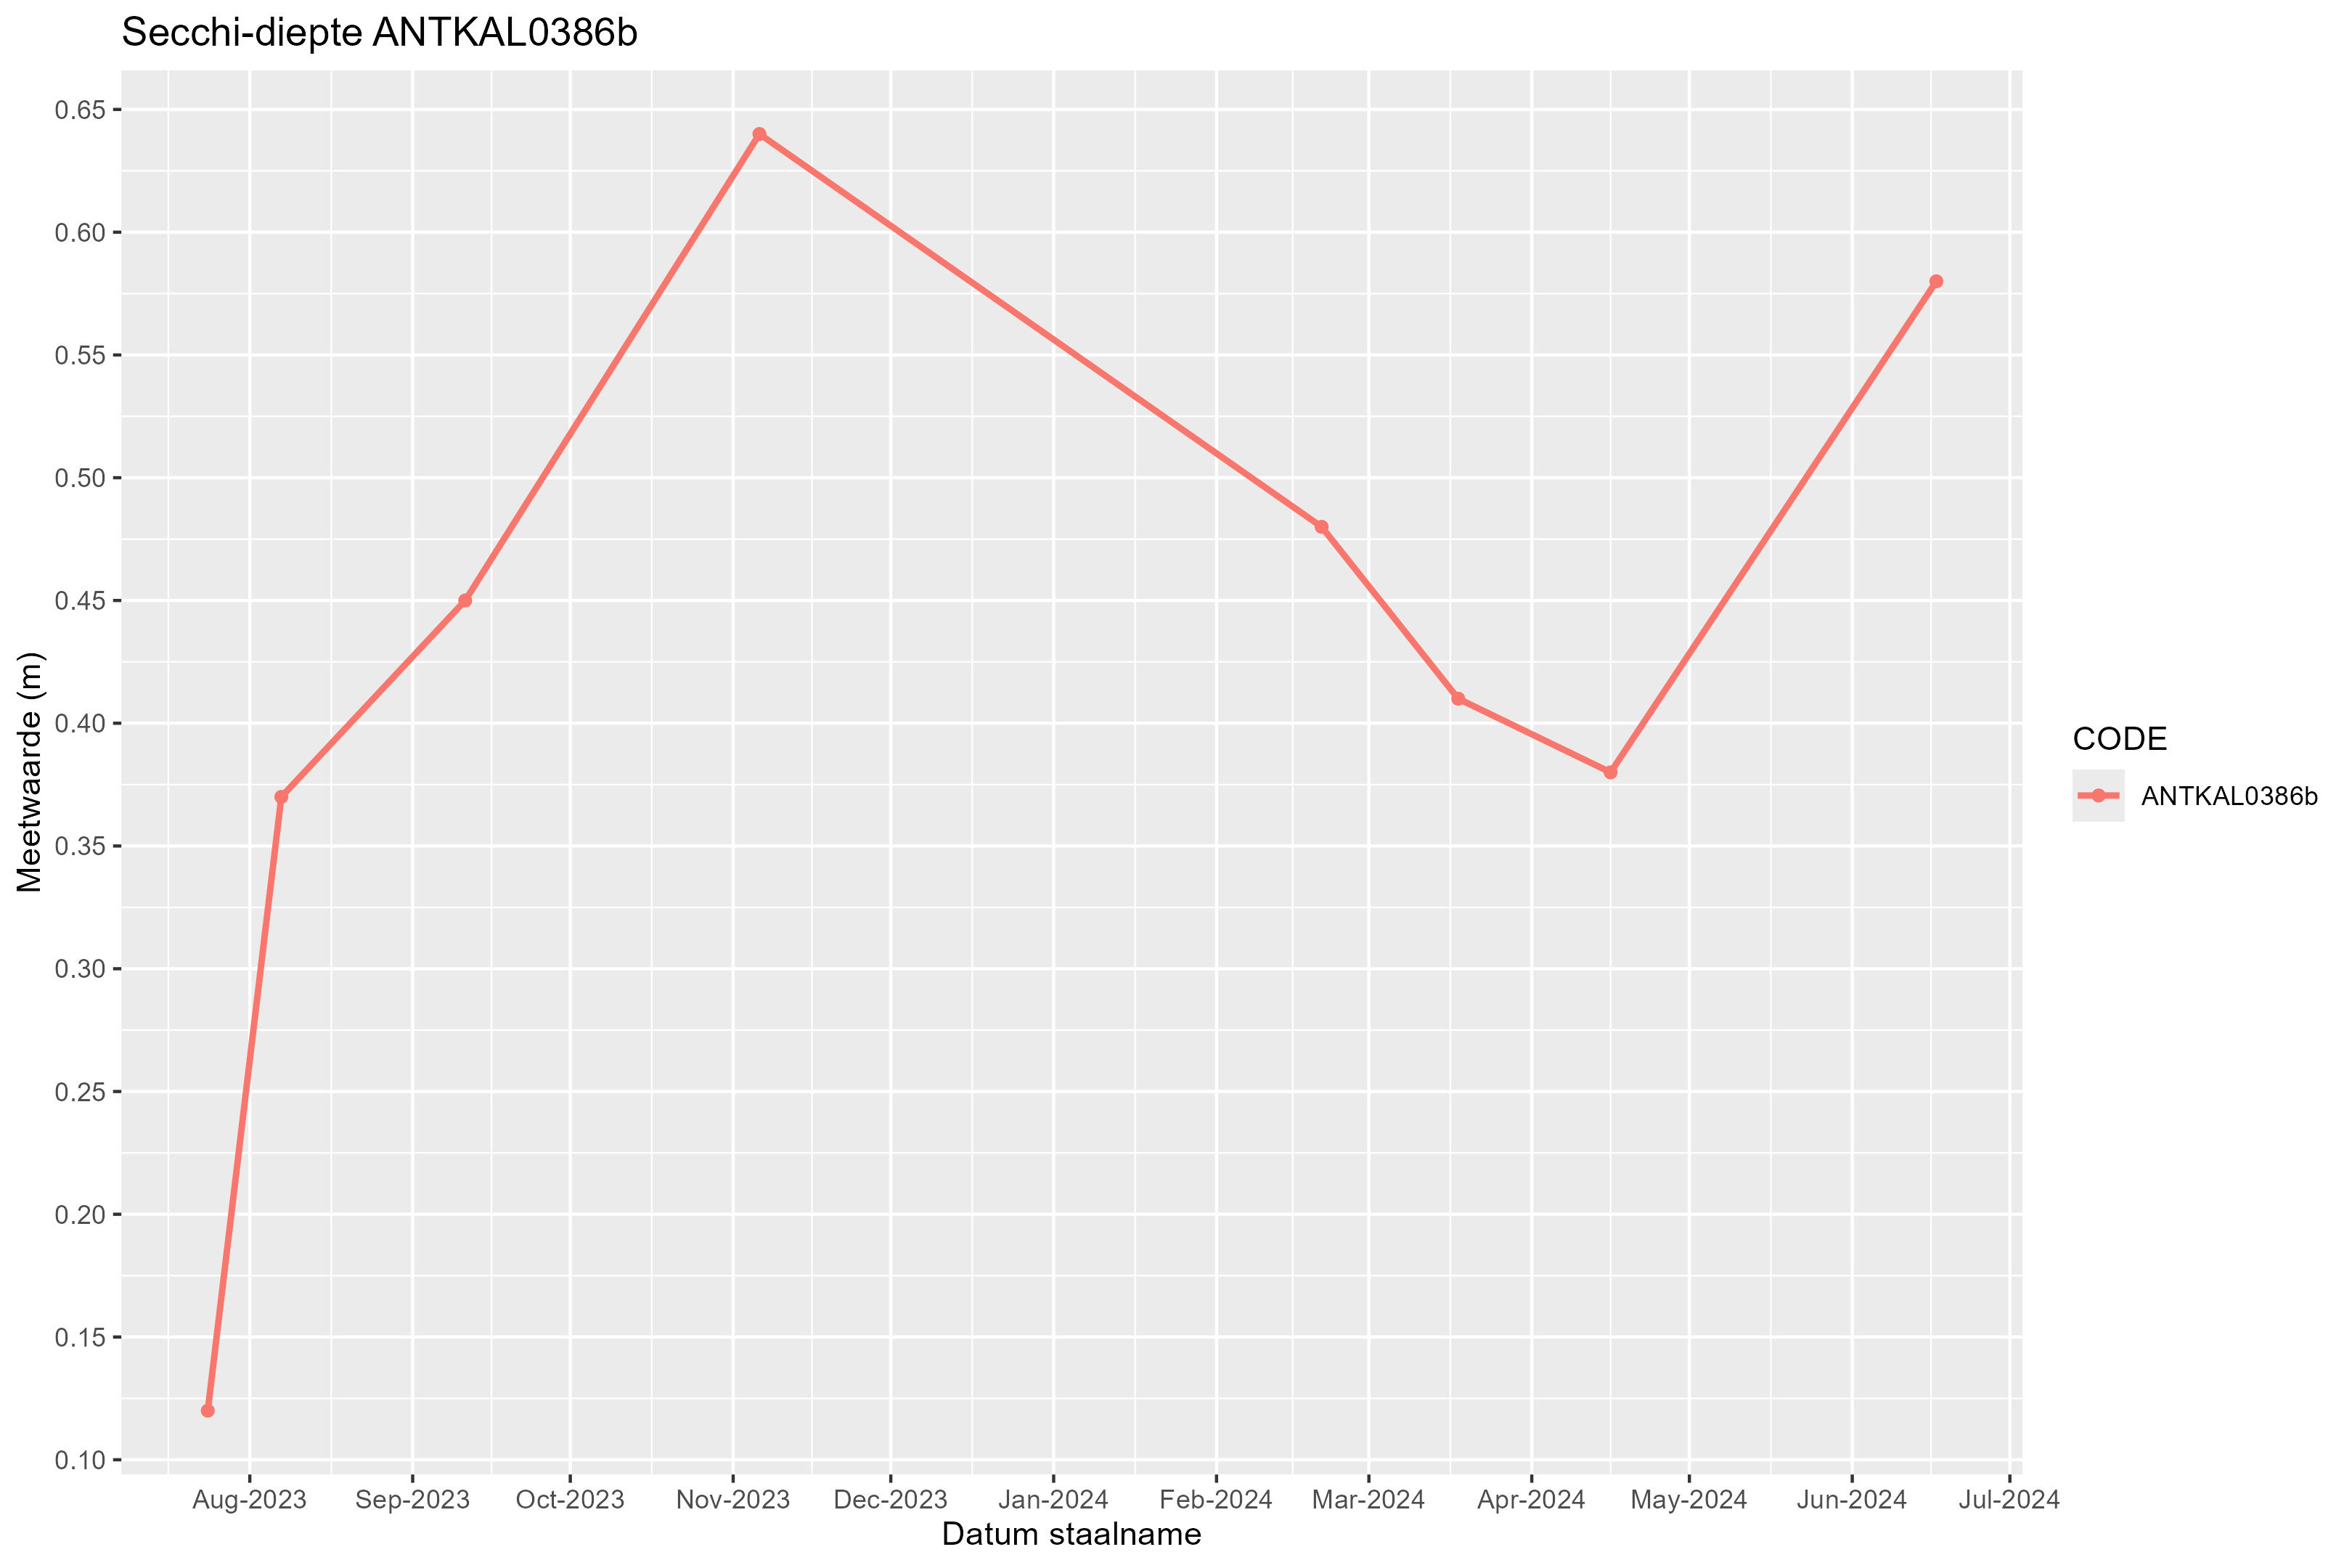 Secchi-diepte ANTKAL0386b
Meetwaarde (m)
0.65
0.60
0.55
0.50
0.45
0.40
0.35
0.30
0.25
0.20
0.15
0.10
Aug-2023 Sep-2023 Oct-2023 Nov-2023 Dec-2023 Jan-2024 Feb-2024 Mar-2024 Apr-2024 May-2024 Jun-2024 Jul-2024
Datum staalname
CODE
ANTKAL0386b